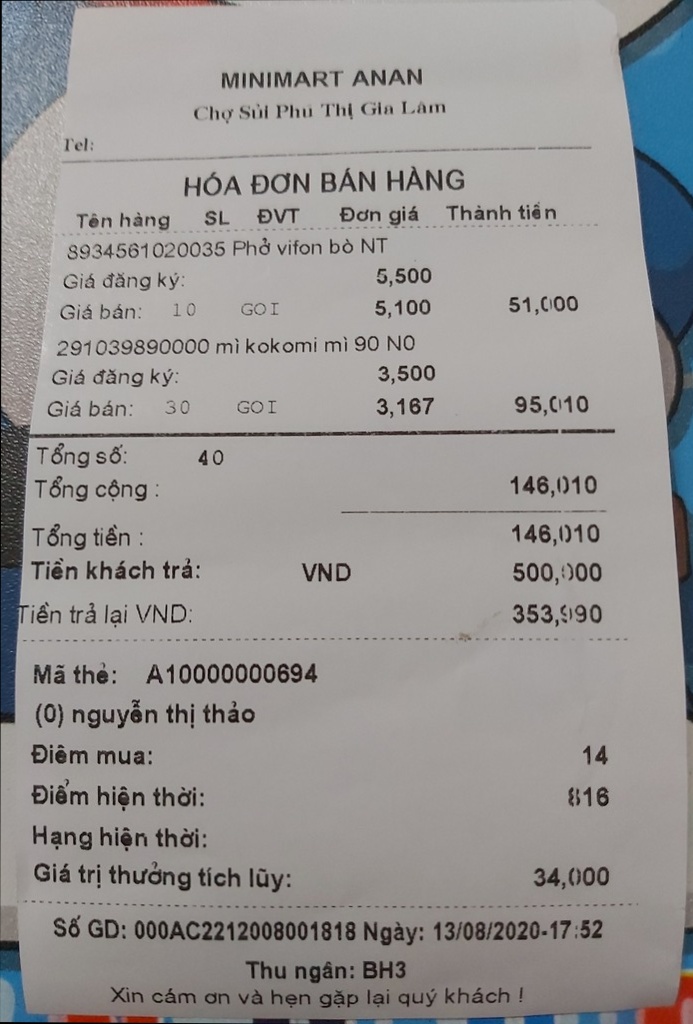 MINIMART ANAN
Chợ Sủi Phú Thị Gia Lâm
Tel:
HÓA ĐƠN BÁN HÀNG
Tên hàng SL ĐVT Đơn giá Thành tiền
8934561020035 Phở vifon bò NT
Giá đăng ký: 5,500
Giá bán: 10 GOI 5,100 51,000
291039890000 mì kokomi mì 90 N0
Giá đăng ký: 3,500
Giá bán: 30 GOI 3,167 95,010
Tổng số: 40
Tổng cộng : 146,010
Tổng tiền : 146,010
Tiền khách trả: VND 500,000
Tiền trả lại VND: 353,990
Mã thẻ: A10000000694
(0) nguyễn thị thảo
Điêm mua: 14
Điểm hiện thời: 816
Hạng hiện thời:
Giá trị thưởng tích lũy: 34,000
Số GD: 000AC2212008001818 Ngày: 13/08/2020-17:52
Thu ngân: BH3
Xin cám ơn và hẹn gặp lại quý khách !